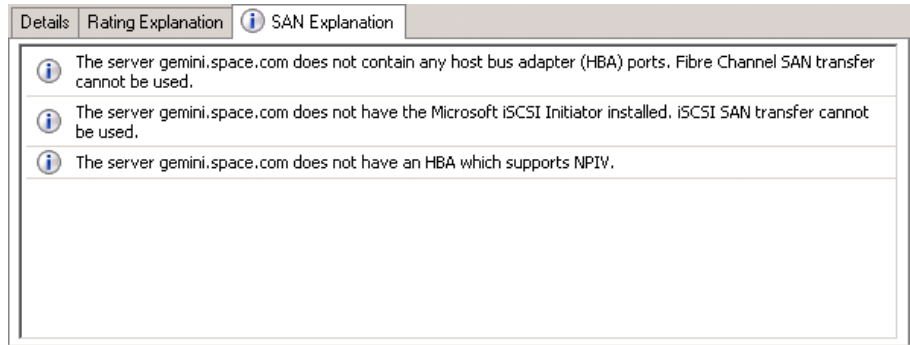 Details Rating Explanation SAN Explanation
The server gemini.space.com does not contain any host bus adapter (HBA) ports. Fibre Channel SAN transfer
cannot be used.
The server gemini.space.com does not have the Microsoft iSCSI Initiator installed. iSCSI SAN transfer cannot
be used.
The server gemini.space.com does not have an HBA which supports NPIV.